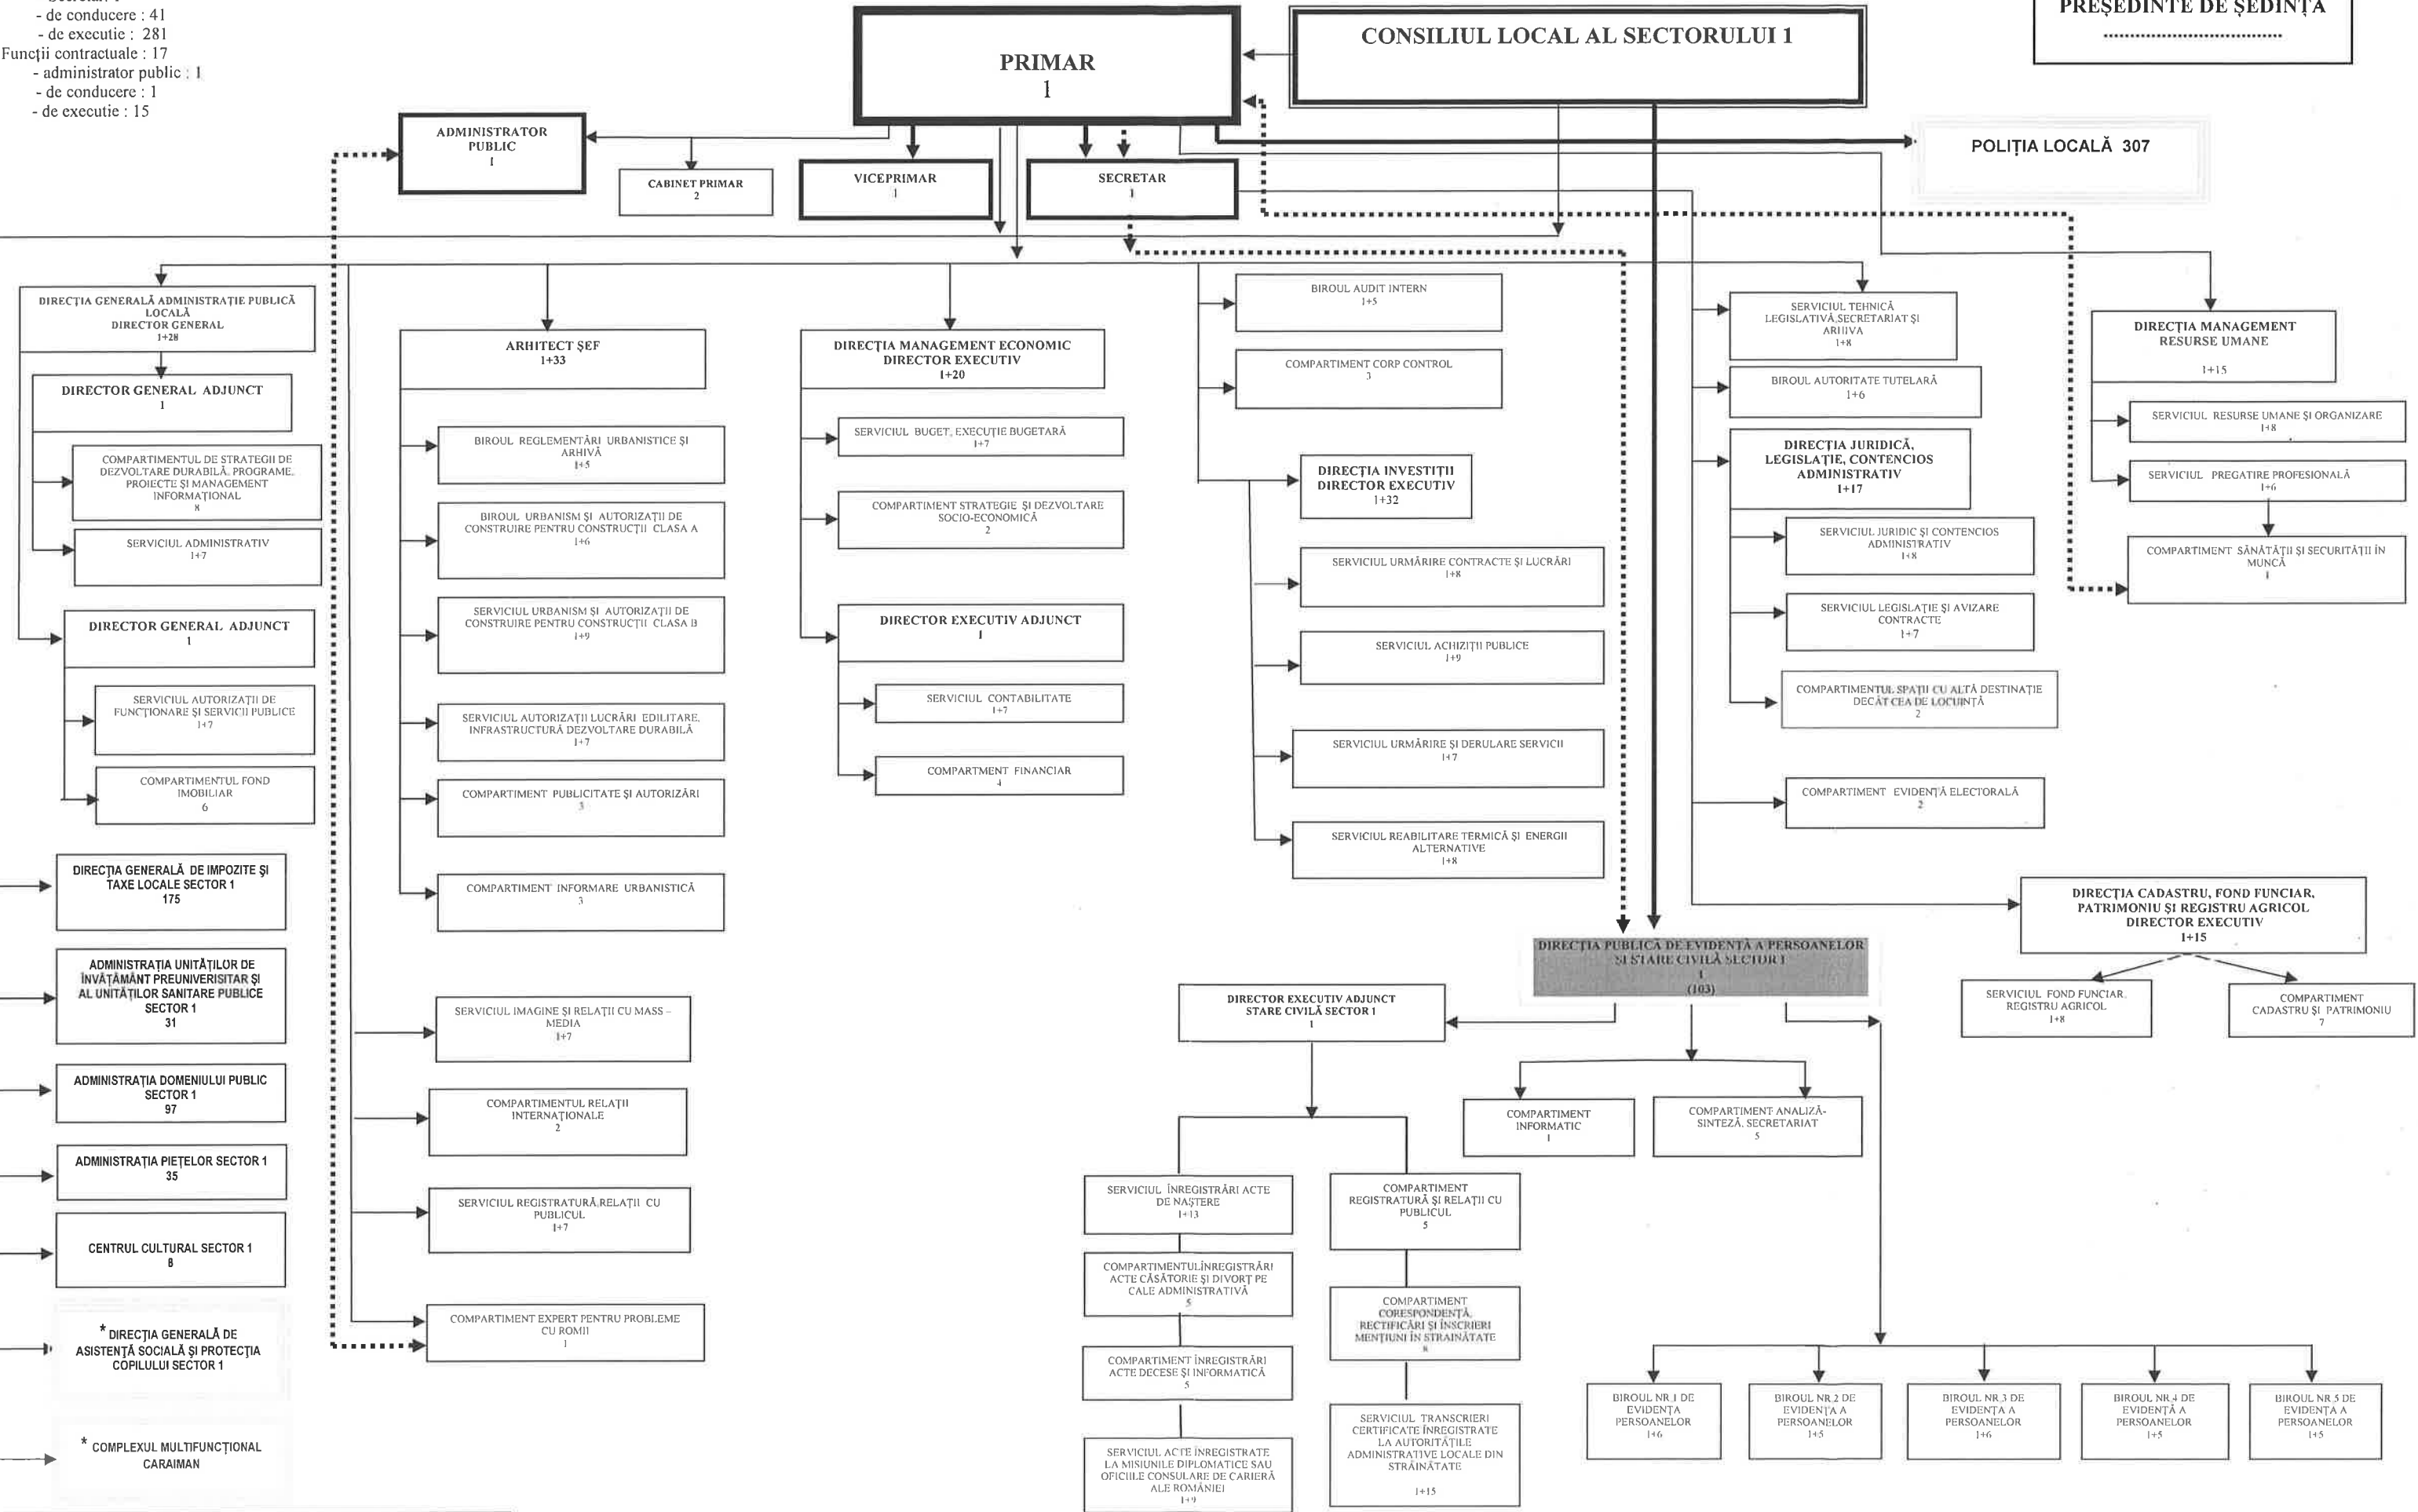 - de conducere : 41
- de executie : 281
Funcții contractuale : 17
- administrator public : 1
- de conducere : 1
- de executie : 15
PREȘEDINTE DE ȘEDINȚA
..................................
CONSILIUL LOCAL AL SECTORULUI 1
PRIMAR
1
ADMINISTRATOR
PUBLIC
1
CABINET PRIMAR
2
VICEPRIMAR
1
SECRETAR
1
POLIȚIA LOCALĂ 307
DIRECȚIA GENERALĂ ADMINISTRAȚIE PUBLICĂ
LOCALĂ
DIRECTOR GENERAL
1+28
DIRECTOR GENERAL ADJUNCT
1
COMPARTIMENTUL DE STRATEGII DE
DEZVOLTARE DURABILĂ, PROGRAME,
PROIECTE ȘI MANAGEMENT
INFORMAȚIONAL
8
SERVICIUL ADMINISTRATIV
1+7
DIRECTOR GENERAL ADJUNCT
1
SERVICIUL AUTORIZAȚII DE
FUNCȚIONARE ȘI SERVICII PUBLICE
1+7
COMPARTIMENTUL FOND
IMOBILIAR
6
DIRECȚIA GENERALĂ DE IMPOZITE ȘI
TAXE LOCALE SECTOR 1
175
ADMINISTRAȚIA UNITĂȚILOR DE
ÎNVĂȚĂMÂNT PREUNIVERISITAR ȘI
AL UNITĂȚILOR SANITARE PUBLICE
SECTOR 1
31
ADMINISTRAȚIA DOMENIULUI PUBLIC
SECTOR 1
97
ADMINISTRAȚIA PIEȚELOR SECTOR 1
35
CENTRUL CULTURAL SECTOR 1
8
* DIRECȚIA GENERALĂ DE
ASISTENȚĂ SOCIALĂ ȘI PROTECȚIA
COPILULUI SECTOR 1
* COMPLEXUL MULTIFUNCȚIONAL
CARAIMAN
ARHITECT ȘEF
1+33
BIROUL REGLEMENTĂRI URBANISTICE ȘI
ARHIVĂ
1+5
BIROUL URBANISM ȘI AUTORIZAȚII DE
CONSTRUIRE PENTRU CONSTRUCȚII CLASA A
1+6
SERVICIUL URBANISM ȘI AUTORIZAȚII DE
CONSTRUIRE PENTRU CONSTRUCȚII CLASA B
1+9
SERVICIUL AUTORIZAȚII LUCRĂRI EDILITARE,
INFRASTRUCTURĂ DEZVOLTARE DURABILĂ
1+7
COMPARTIMENT PUBLICITATE ȘI AUTORIZĂRI
3
COMPARTIMENT INFORMARE URBANISTICĂ
3
SERVICIUL IMAGINE ȘI RELAȚII CU MASS –
MEDIA
1+7
COMPARTIMENTUL RELAȚII
INTERNAȚIONALE
2
SERVICIUL REGISTRATURĂ,RELAȚII CU
PUBLICUL
1+7
COMPARTIMENT EXPERT PENTRU PROBLEME
CU ROMII
1
DIRECȚIA MANAGEMENT ECONOMIC
DIRECTOR EXECUTIV
1+20
SERVICIUL BUGET, EXECUȚIE BUGETARĂ
1+7
COMPARTIMENT STRATEGIE ȘI DEZVOLTARE
SOCIO-ECONOMICĂ
2
DIRECTOR EXECUTIV ADJUNCT
1
SERVICIUL CONTABILITATE
1+7
COMPARTMENT FINANCIAR
4
BIROUL AUDIT INTERN
1+5
COMPARTIMENT CORP CONTROL
3
DIRECȚIA INVESTIȚII
DIRECTOR EXECUTIV
1+32
SERVICIUL URMĂRIRE CONTRACTE ȘI LUCRĂRI
1+8
SERVICIUL ACHIZIȚII PUBLICE
1+9
SERVICIUL URMĂRIRE ȘI DERULARE SERVICII
1+7
SERVICIUL REABILITARE TERMICĂ ȘI ENERGII
ALTERNATIVE
1+8
SERVICIUL TEHNICĂ
LEGISLATIVĂ,SECRETARIAT ȘI
ARHIVA
1+8
BIROUL AUTORITATE TUTELARĂ
1+6
DIRECȚIA JURIDICĂ,
LEGISLAȚIE, CONTENCIOS
ADMINISTRATIV
1+17
SERVICIUL JURIDIC ȘI CONTENCIOS
ADMINISTRATIV
1+8
SERVICIUL LEGISLAȚIE ȘI AVIZARE
CONTRACTE
1+7
COMPARTIMENTUL SPAȚII CU ALTĂ DESTINAȚIE
DECÂT CEA DE LOCUINȚĂ
2
COMPARTIMENT EVIDENȚĂ ELECTORALĂ
2
DIRECȚIA MANAGEMENT
RESURSE UMANE
1+15
SERVICIUL RESURSE UMANE ȘI ORGANIZARE
1+8
SERVICIUL PREGATIRE PROFESIONALĂ
1+6
COMPARTIMENT SĂNĂTĂȚII ȘI SECURITĂȚII ÎN
MUNCĂ
1
DIRECȚIA CADASTRU, FOND FUNCIAR,
PATRIMONIU ȘI REGISTRU AGRICOL
DIRECTOR EXECUTIV
1+15
SERVICIUL FOND FUNCIAR,
REGISTRU AGRICOL
1+8
COMPARTIMENT
CADASTRU ȘI PATRIMONIU
7
DIRECȚIA PUBLICĂ DE EVIDENȚĂ A PERSOANELOR
ȘI STARE CIVILĂ SECTOR 1
1
(103)
DIRECTOR EXECUTIV ADJUNCT
STARE CIVILĂ SECTOR 1
1
COMPARTIMENT
INFORMATIC
1
COMPARTIMENT ANALIZĂ-
SINTEZĂ, SECRETARIAT
5
SERVICIUL ÎNREGISTRĂRI ACTE
DE NAȘTERE
1+13
COMPARTIMENTUL ÎNREGISTRĂRI
ACTE CĂSĂTORIE ȘI DIVORȚ PE
CALE ADMINISTRATIVĂ
5
COMPARTIMENT ÎNREGISTRĂRI
ACTE DECESE ȘI INFORMATICĂ
5
SERVICIUL ACTE ÎNREGISTRATE
LA MISIUNILE DIPLOMATICE SAU
OFICIILE CONSULARE DE CARIERĂ
ALE ROMÂNIEI
1+9
COMPARTIMENT
REGISTRATURĂ ȘI RELAȚII CU
PUBLICUL
5
COMPARTIMENT
CORESPONDENȚĂ,
RECTIFICĂRI ȘI ÎNSCRIERI
MENȚIUNI ÎN STRAINĂTATE
8
SERVICIUL TRANSCRIERI
CERTIFICATE ÎNREGISTRATE
LA AUTORITĂȚILE
ADMINISTRATIVE LOCALE DIN
STRĂINĂTATE
1+15
BIROUL NR.1 DE
EVIDENȚA
PERSOANELOR
1+6
BIROUL NR.2 DE
EVIDENȚA A
PERSOANELOR
1+5
BIROUL NR.3 DE
EVIDENȚA A
PERSOANELOR
1+6
BIROUL NR.4 DE
EVIDENȚĂ A
PERSOANELOR
1+5
BIROUL NR.5 DE
EVIDENȚA A
PERSOANELOR
1+5